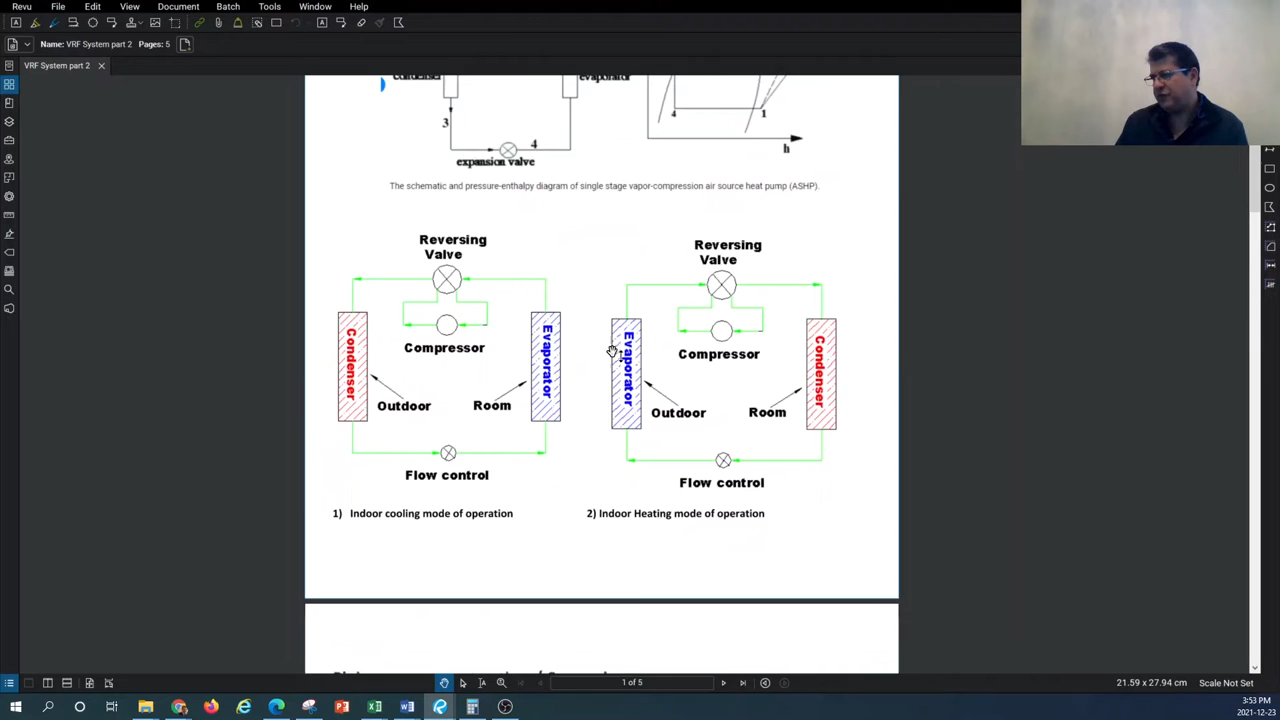 Revu File Edit View Document Batch Tools Window Help
Name: VRF System part 2 Pages: 5
VRF System part 2
condenser
evaporator
3
4
expansion valve
4
1
h
The schematic and pressure-enthalpy diagram of single stage vapor-compression air source heat pump (ASHP).
Reversing
Valve
Condenser
Compressor
Evaporator
Outdoor
Room
Flow control
1) Indoor cooling mode of operation
Reversing
Valve
Evaporator
Compressor
Condenser
Outdoor
Room
Flow control
2) Indoor Heating mode of operation
1 of 5
21.59 x 27.94 cm Scale Not Set
3:53 PM
2021-12-23